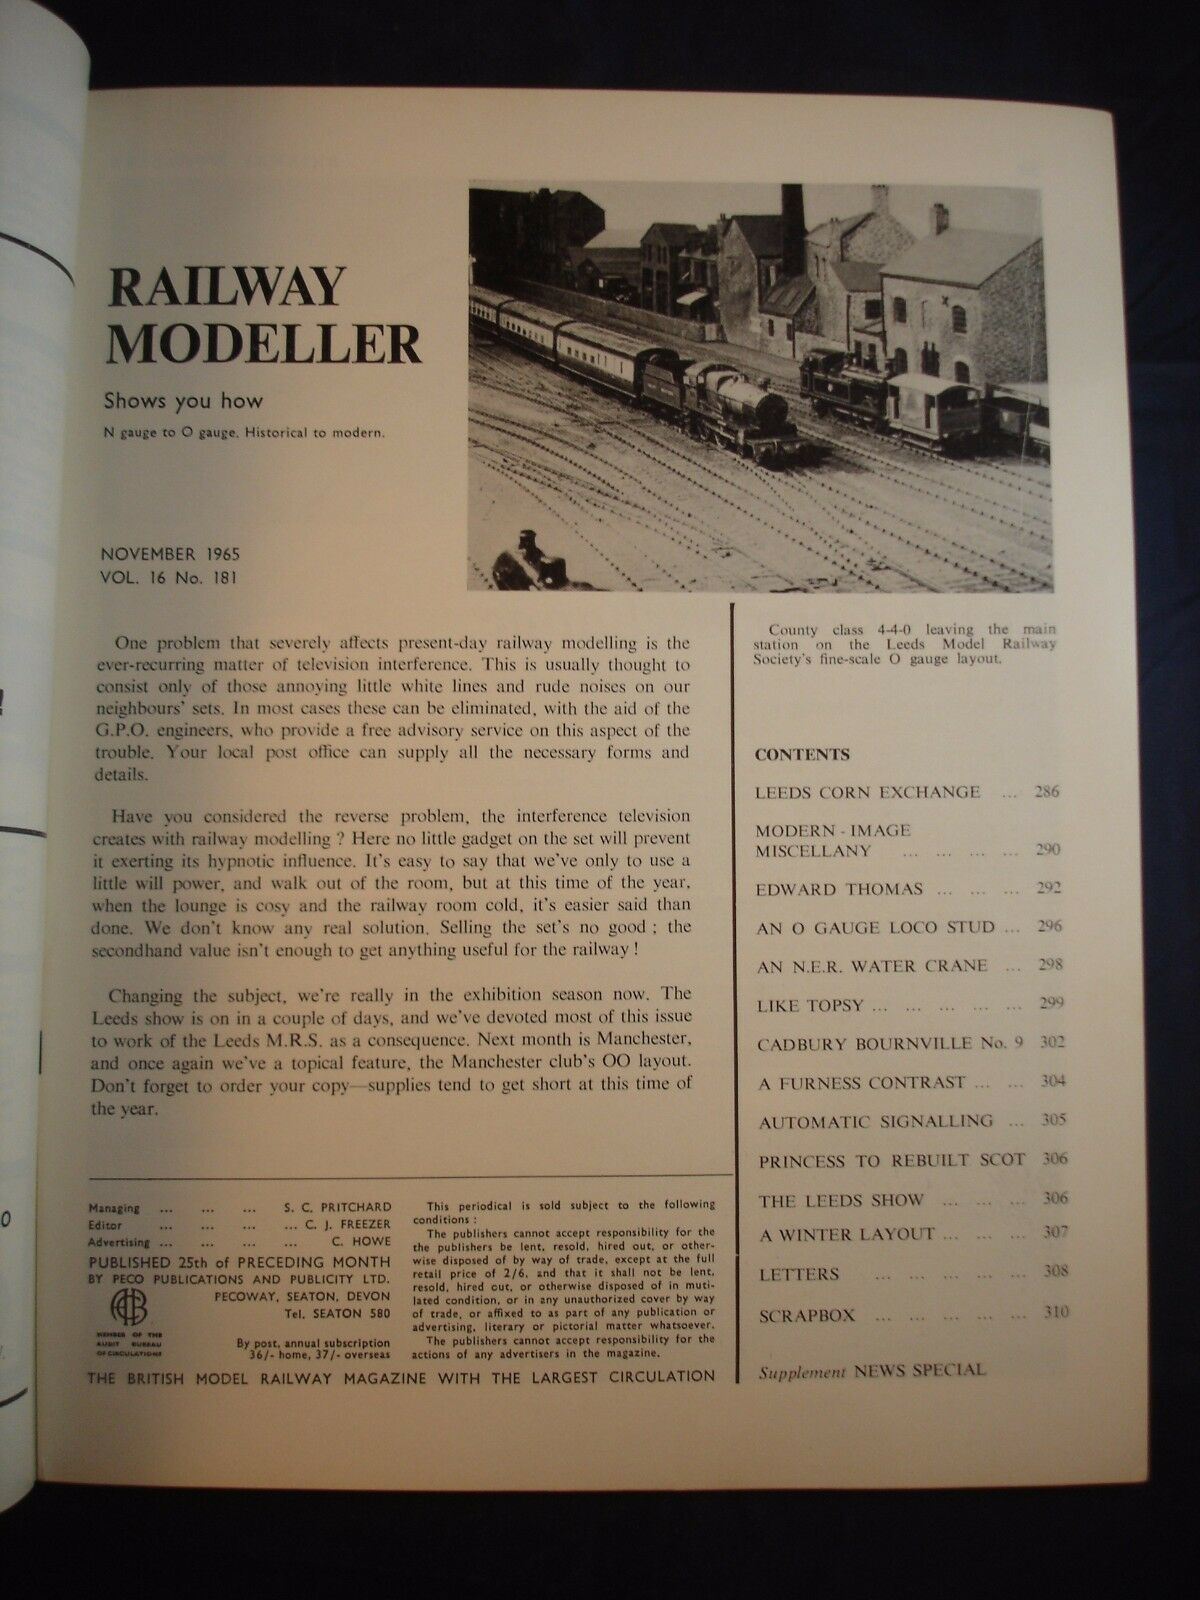 RAILWAY
MODELLER
Shows you how
N gauge to O gauge. Historical to modern.
NOVEMBER 1965
VOL. 16 No. 181
One problem that severely affects present-day railway modelling is the
ever-recurring matter of television interference. This is usually thought to
consist only of those annoying little white lines and rude noises on our
neighbours' sets. In most cases these can be eliminated, with the aid of the
G.P.O. engineers, who provide a free advisory service on this aspect of the
trouble. Your local post office can supply all the necessary forms and
details.
Have you considered the reverse problem, the interference television
creates with railway modelling ? Here no little gadget on the set will prevent
it exerting its hypnotic influence. It's easy to say that we've only to use a
little will power, and walk out of the room, but at this time of the year,
when the lounge is cosy and the railway room cold, it's easier said than
done. We don't know any real solution. Selling the set's no good ; the
secondhand value isn't enough to get anything useful for the railway !
Changing the subject, we're really in the exhibition season now. The
Leeds show is on in a couple of days, and we've devoted most of this issue
to work of the Leeds M.R.S. as a consequence. Next month is Manchester,
and once again we've a topical feature, the Manchester club's OO layout.
Don't forget to order your copy—supplies tend to get short at this time of
the year.
Managing ... ... ... S. C. PRITCHARD
Editor ... ... ... ... C. J. FREEZER
Advertising ... ... ... ... C. HOWE
PUBLISHED 25th of PRECEDING MONTH
BY PECO PUBLICATIONS AND PUBLICITY LTD.
PECOWAY, SEATON, DEVON
Tel. SEATON 580
MEMBER OF THE
AUDIT BUREAU
OF CIRCULATIONS
By post, annual subscription
36/- home, 37/- overseas
This periodical is sold subject to the following
conditions :
The publishers cannot accept responsibility for the
the publishers be lent, resold, hired out, or other-
wise disposed of by way of trade, except at the full
retail price of 2/6, and that it shall not be lent,
resold, hired out, or otherwise disposed of in muti-
lated condition, or in any unauthorized cover by way
of trade, or affixed to as part of any publication or
advertising, literary or pictorial matter whatsoever.
The publishers cannot accept responsibility for the
actions of any advertisers in the magazine.
THE BRITISH MODEL RAILWAY MAGAZINE WITH THE LARGEST CIRCULATION
County class 4-4-0 leaving the main
station on the Leeds Model Railway
Society's fine-scale O gauge layout.
CONTENTS
LEEDS CORN EXCHANGE ... 286
MODERN - IMAGE
MISCELLANY ... ... ... ... 290
EDWARD THOMAS ... ... ... 292
AN O GAUGE LOCO STUD ... 296
AN N.E.R. WATER CRANE ... 298
LIKE TOPSY ... ... ... ... ... 299
CADBURY BOURNVILLE No. 9 302
A FURNESS CONTRAST ... ... 304
AUTOMATIC SIGNALLING ... 305
PRINCESS TO REBUILT SCOT 306
THE LEEDS SHOW ... ... ... 306
A WINTER LAYOUT ... ... ... 307
LETTERS ... ... ... ... ... 308
SCRAPBOX ... ... ... ... ... 310
Supplement NEWS SPECIAL